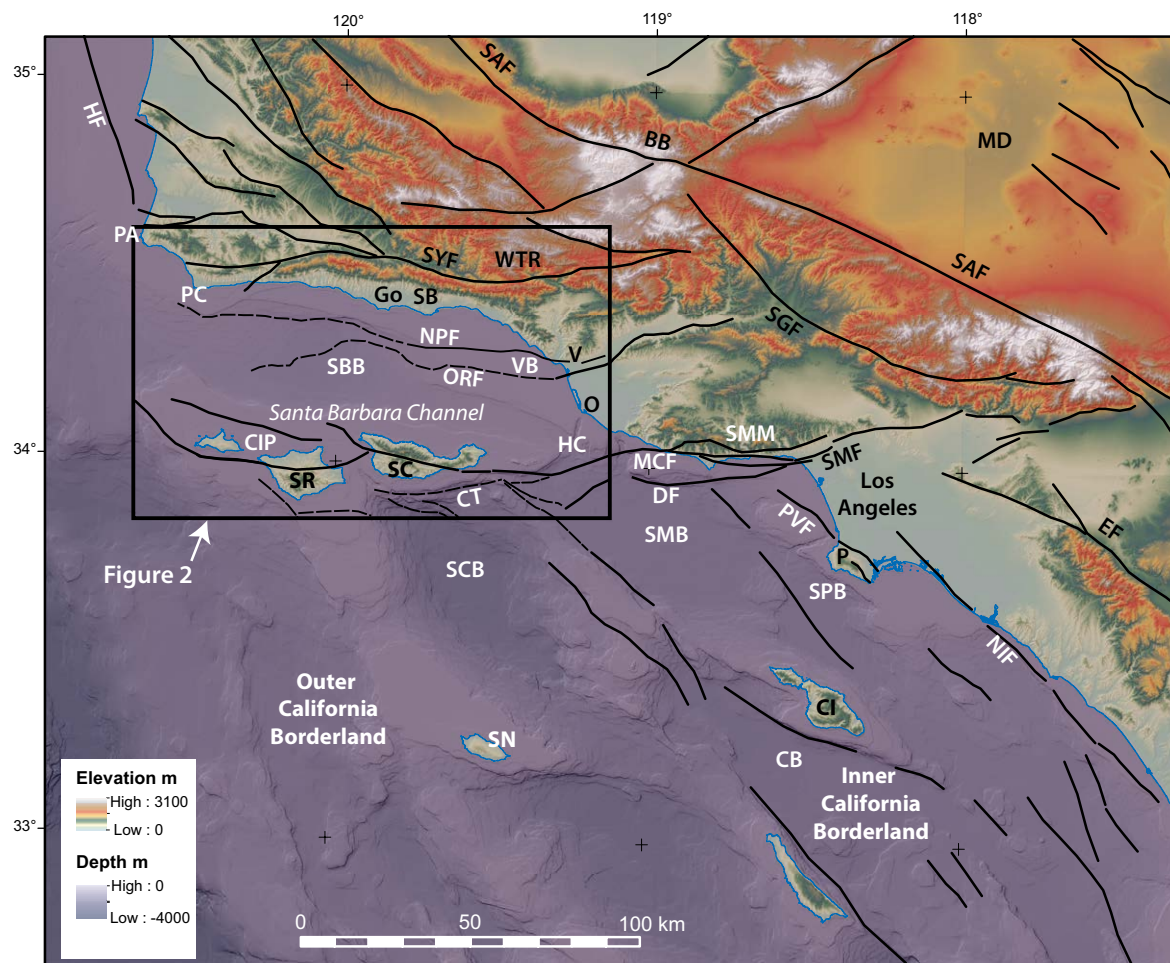 120°
119°
118°
35°
SAF
HF
BB
MD
PA
SYF
WTR
SAF
PC
Go SB
SGF
NPF
V
VB
SBB
ORF
O
Santa Barbara Channel
34°
CIP
HC
SMM
MCF
SMF
SR
SC
CT
DF
Los
Angeles
PVF
EF
SMB
P
Figure 2
SCB
SPB
NIF
Outer
California
Borderland
CI
SN
CB
Inner
California
Borderland
33°
Elevation m
High : 3100
Low : 0
Depth m
High : 0
Low : -4000
0 50 100 km